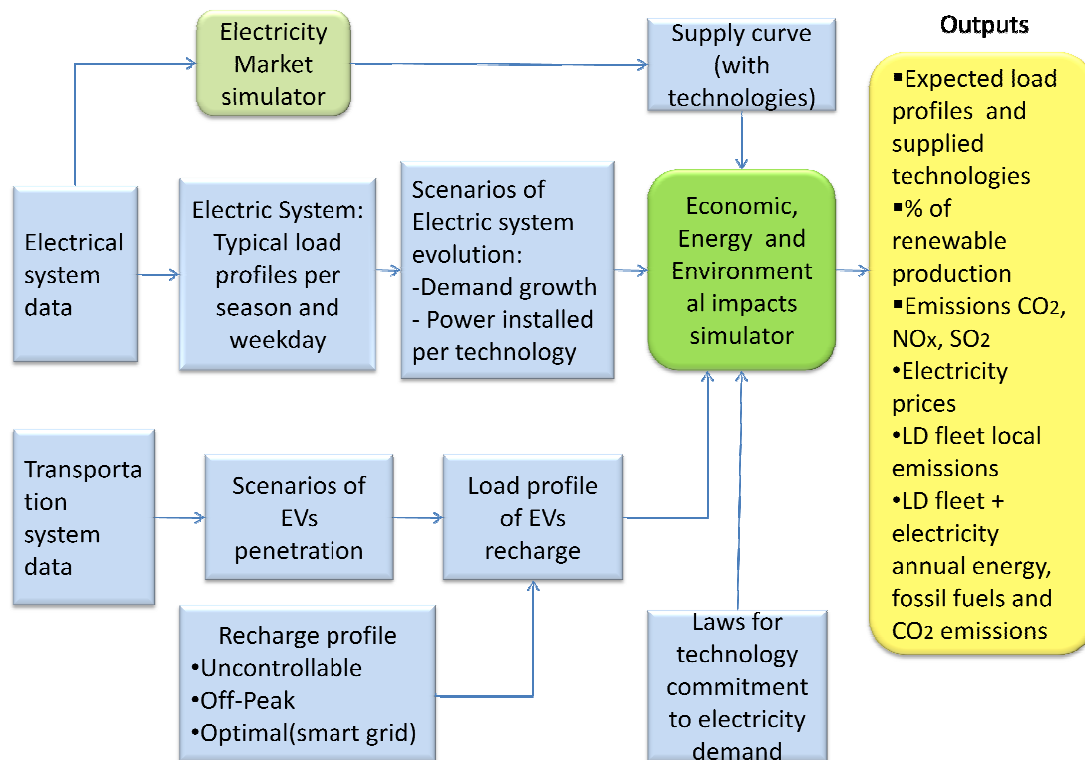 Outputs
Electricity
Market
simulator
Supply curve
(with
technologies)
▪Expected load
profiles and
supplied
technologies
▪% of
renewable
production
▪Emissions CO2,
NOx, SO2
•Electricity
prices
•LD fleet local
emissions
•LD fleet +
electricity
annual energy,
fossil fuels and
CO2 emissions
Electrical
system
data
Electric System:
Typical load
profiles per
season and
weekday
Scenarios of
Electric system
evolution:
-Demand growth
- Power installed
per technology
Economic,
Energy and
Environment
al impacts
simulator
Transporta
tion
system
data
Scenarios of
EVs
penetration
Load profile
of EVs
recharge
Recharge profile
•Uncontrollable
•Off-Peak
•Optimal(smart grid)
Laws for
technology
commitment
to electricity
demand